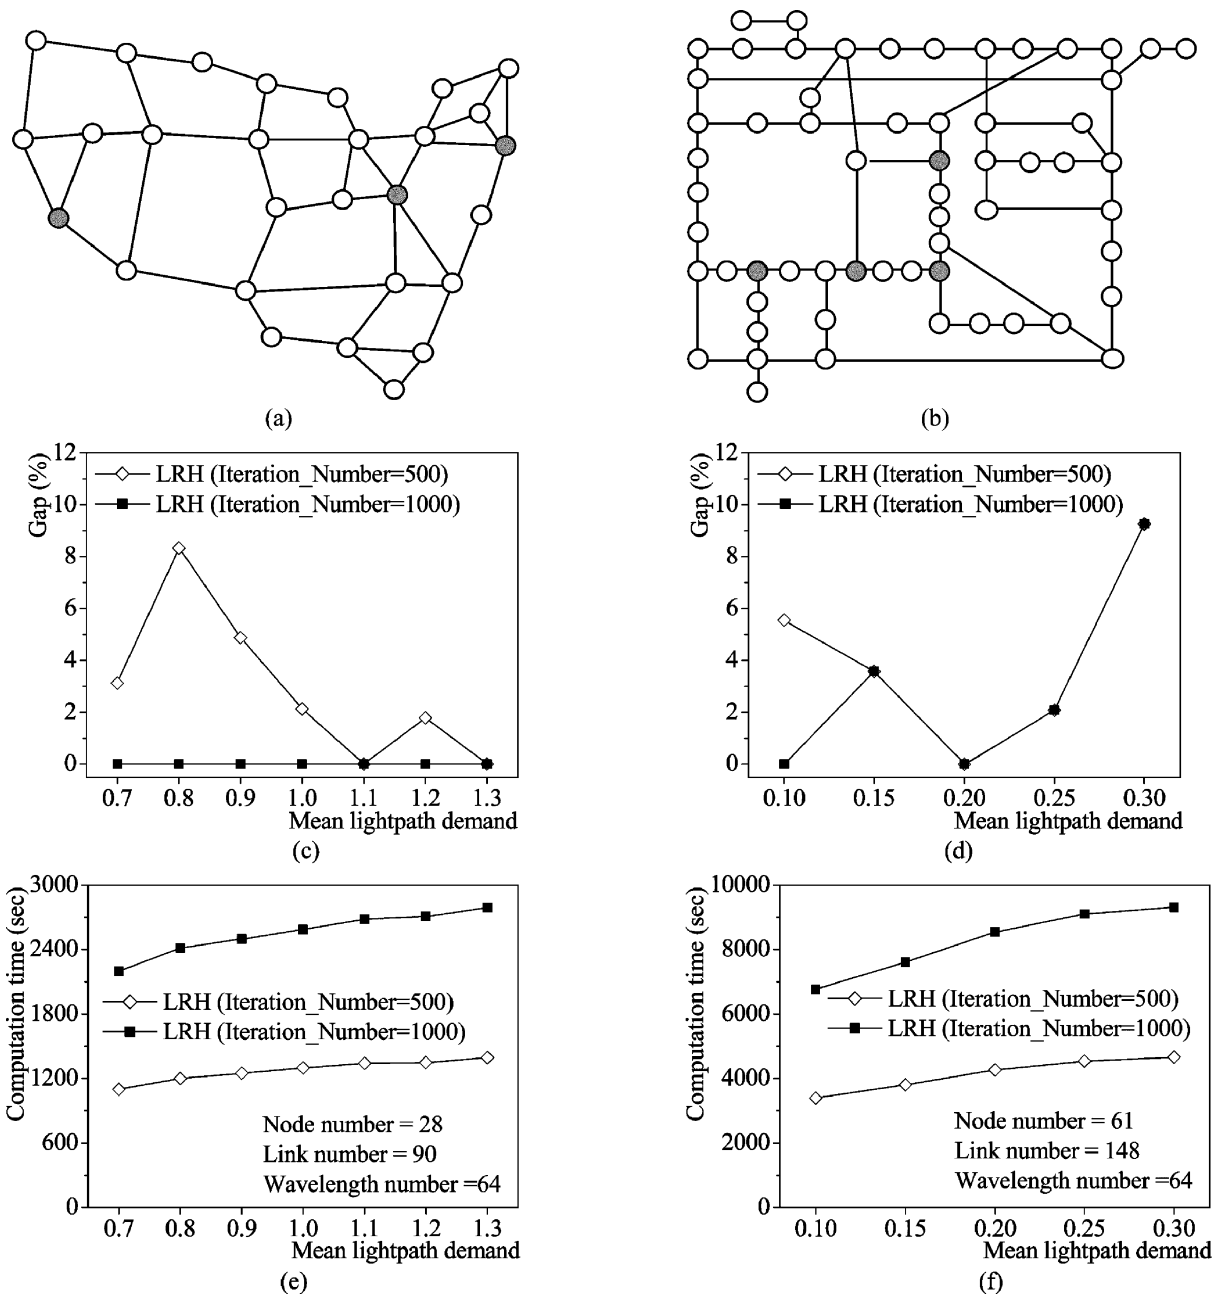 (a)
(b)
12
10
8
6
4
2
0
Gap (%)
LRH (Iteration_Number=500)
LRH (Iteration_Number=1000)
0.7 0.8 0.9 1.0 1.1 1.2 1.3
Mean lightpath demand
(c)
12
10
8
6
4
2
0
Gap (%)
LRH (Iteration_Number=500)
LRH (Iteration_Number=1000)
0.10 0.15 0.20 0.25 0.30
Mean lightpath demand
(d)
3000
2400
1800
1200
600
0
Computation time (sec)
LRH (Iteration_Number=500)
LRH (Iteration_Number=1000)
Node number = 28
Link number = 90
Wavelength number =64
0.7 0.8 0.9 1.0 1.1 1.2 1.3
Mean lightpath demand
(e)
10000
8000
6000
4000
2000
0
Computation time (sec)
LRH (Iteration_Number=500)
LRH (Iteration_Number=1000)
Node number = 61
Link number = 148
Wavelength number =64
0.10 0.15 0.20 0.25 0.30
Mean lightpath demand
(f)